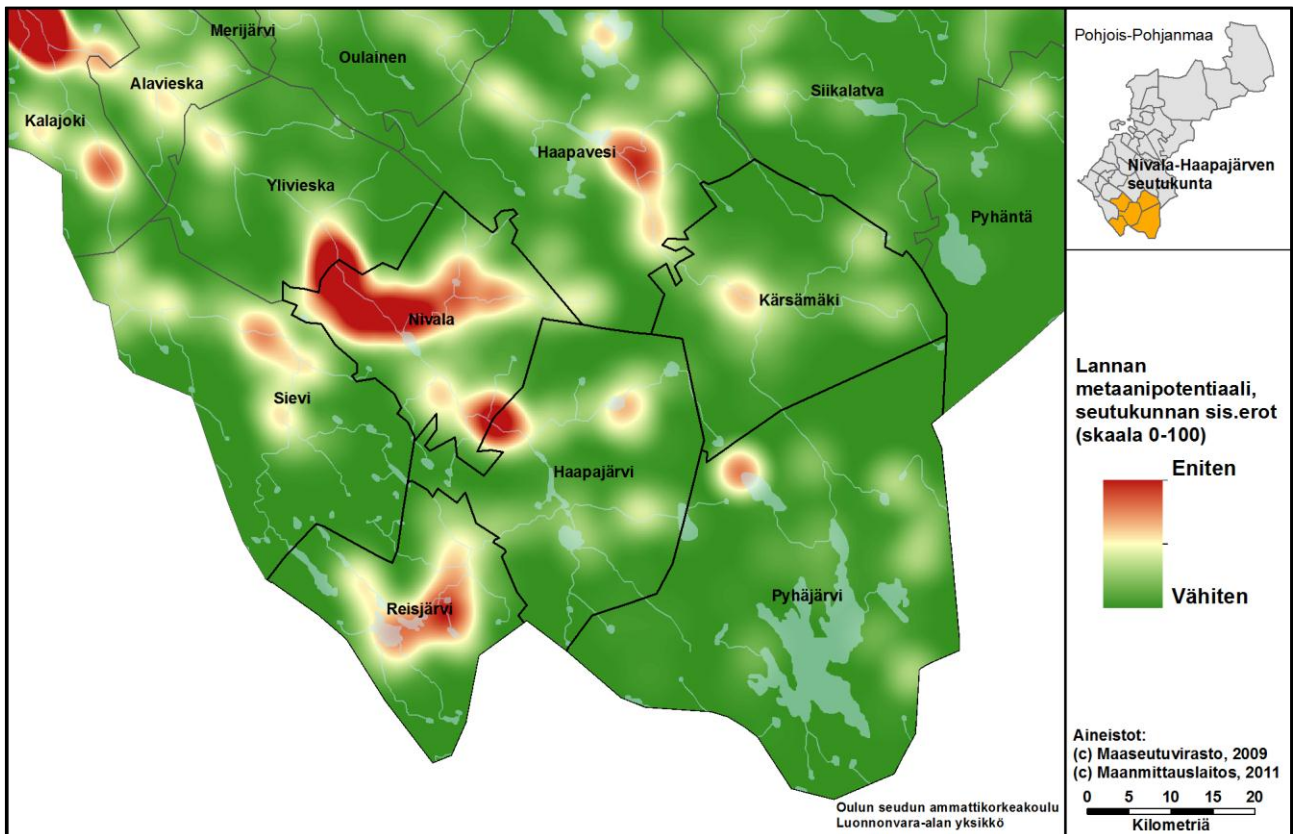 Merijärvi
Oulainen
Alavieska
Siikalatva
Kalajoki
Haapavesi
Ylivieska
Pyhäntä
Kärsämäki
Nivala
Sievi
Haapajärvi
Reisjärvi
Pyhäjärvi
Oulun seudun ammattikorkeakoulu
Luonnonvara-alan yksikkö
Pohjois-Pohjanmaa
Nivala-Haapajärven
seutukunta
Lannan
metaanipotentiaali,
seutukunnan sis.erot
(skaala 0-100)
Eniten
Vähiten
Aineistot:
(c) Maaseutuvirasto, 2009
(c) Maanmittauslaitos, 2011
0 5 10 15 20
Kilometriä